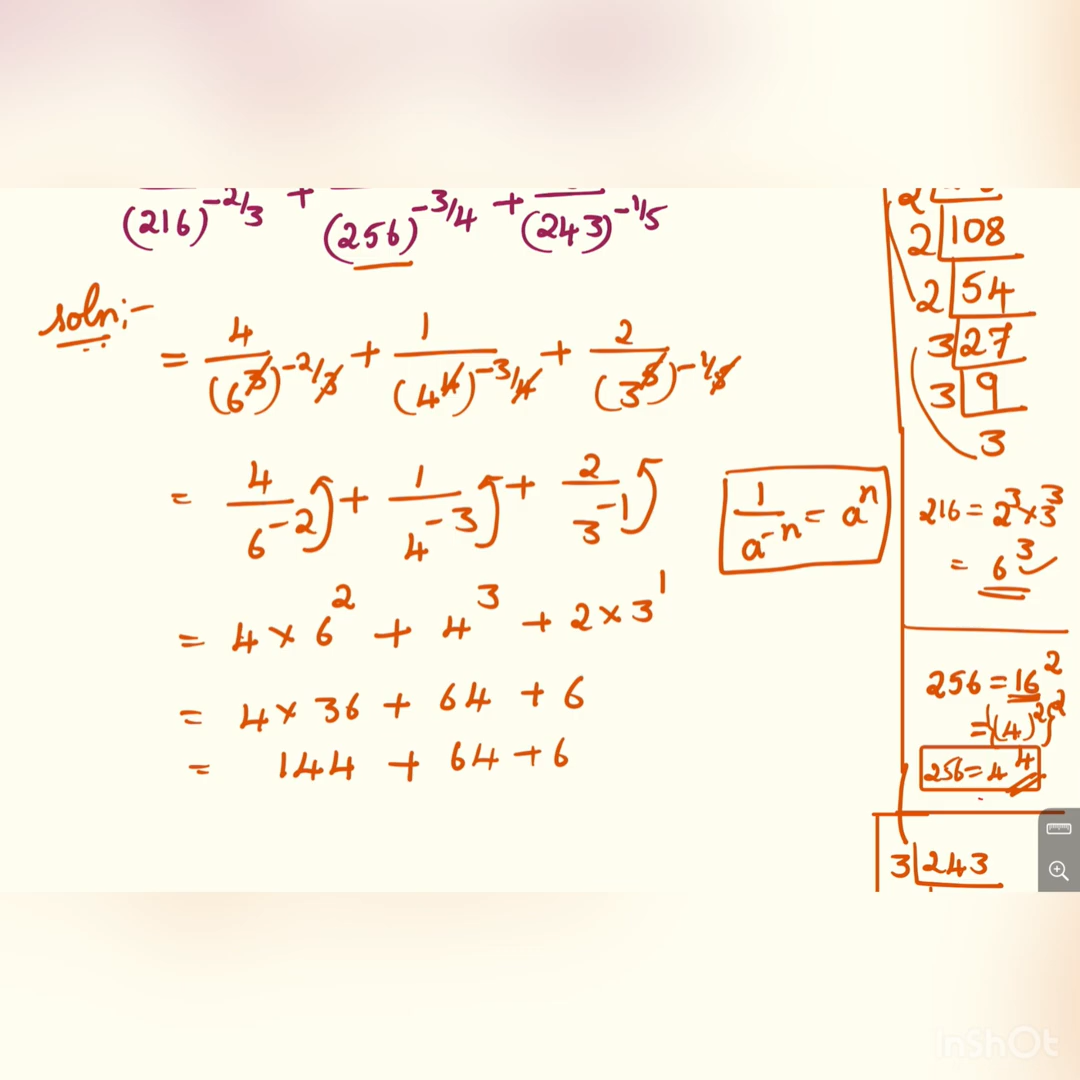 (216)^-2/3 + (256)^-3/4 + (243)^-1/5
soln:-
= 4/(6^3)^-2/3 + 1/(4^4)^-3/4 + 2/(3^5)^-1/5
= 4/6^-2 + 1/4^-3 + 2/3^-1
1/a^-n = a^n
= 4 × 6^2 + 4^3 + 2 × 3^1
= 4 × 36 + 64 + 6
= 144 + 64 + 6
2
2 | 108
2 | 54
3 | 27
3 | 9
3
216 = 2^3 × 3^3
= 6^3
256 = 16^2
= {(4)^2}^2
256 = 4^4
3 | 243
InShOt